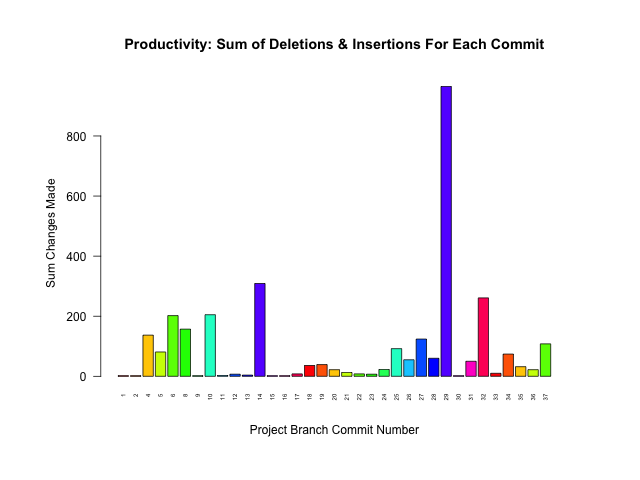 Productivity: Sum of Deletions & Insertions For Each Commit
Sum Changes Made
800
600
400
200
0
1 2 4 5 6 8 9 10 11 12 13 14 15 16 17 18 19 20 21 22 23 24 25 26 27 28 29 30 31 32 33 34 35 36 37
Project Branch Commit Number